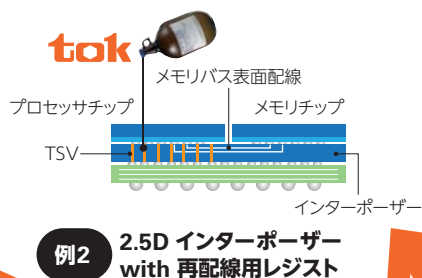 tok
メモリバス表面配線
プロセッサチップ
メモリチップ
TSV
インターポーザー
例2
2.5D インターポーザー
with 再配線用レジスト